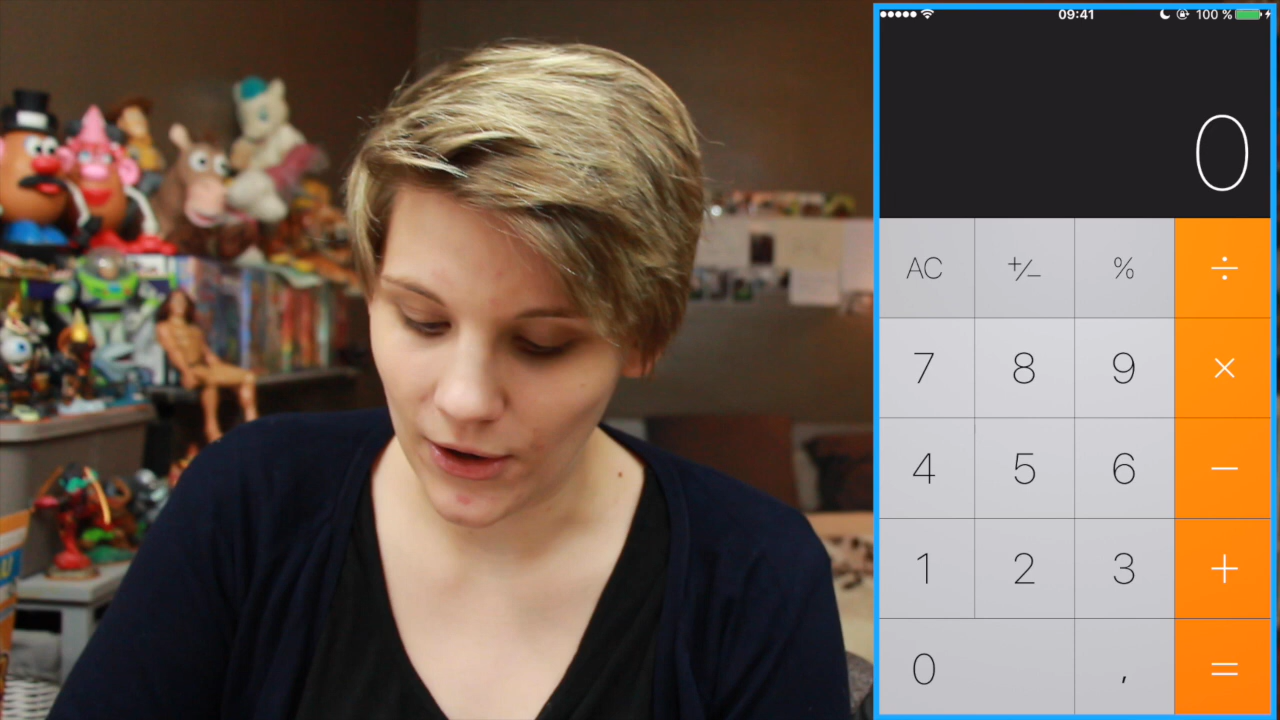 09:41 100 %
0
AC +/− % ÷
7 8 9 ×
4 5 6 −
1 2 3 +
0 , =